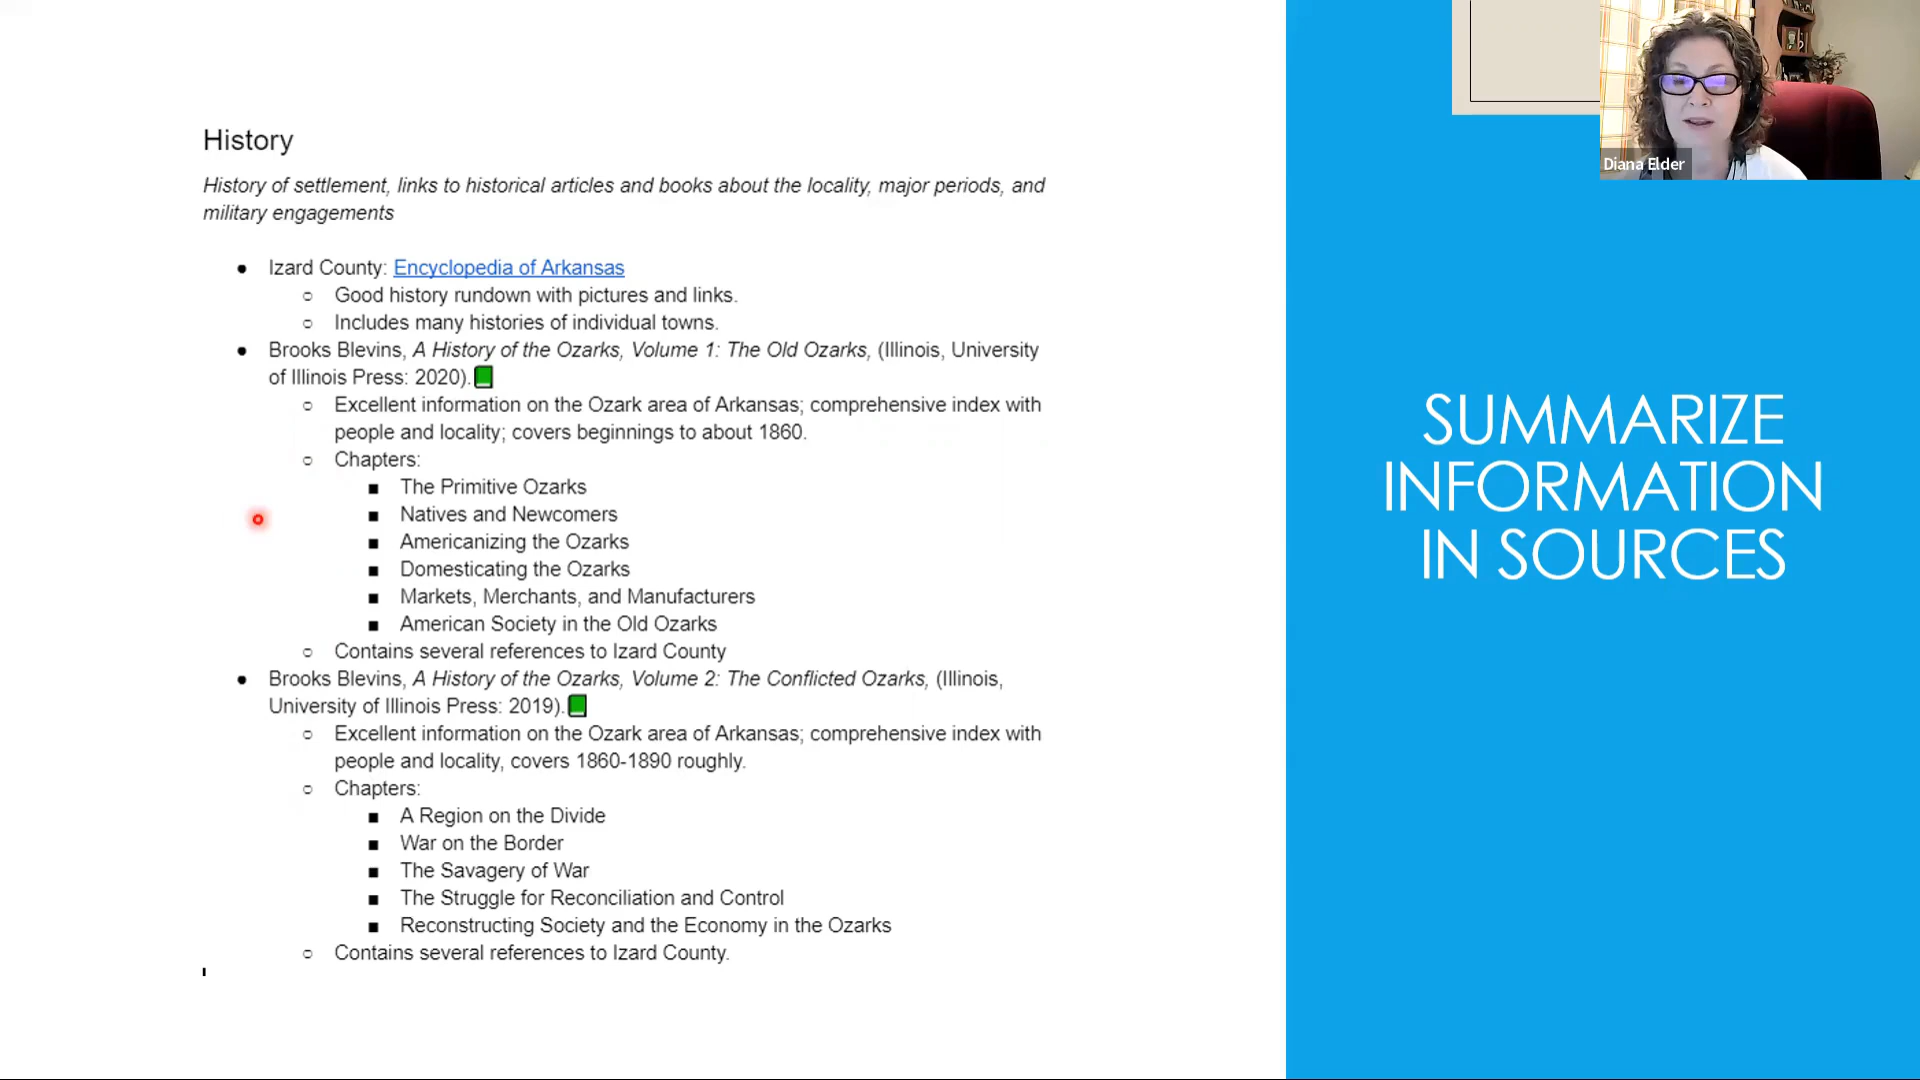 History
History of settlement, links to historical articles and books about the locality, major periods, and
military engagements
● Izard County: Encyclopedia of Arkansas
○ Good history rundown with pictures and links.
○ Includes many histories of individual towns.
● Brooks Blevins, A History of the Ozarks, Volume 1: The Old Ozarks, (Illinois, University
of Illinois Press: 2020).
○ Excellent information on the Ozark area of Arkansas; comprehensive index with
people and locality; covers beginnings to about 1860.
○ Chapters:
■ The Primitive Ozarks
■ Natives and Newcomers
■ Americanizing the Ozarks
■ Domesticating the Ozarks
■ Markets, Merchants, and Manufacturers
■ American Society in the Old Ozarks
○ Contains several references to Izard County
● Brooks Blevins, A History of the Ozarks, Volume 2: The Conflicted Ozarks, (Illinois,
University of Illinois Press: 2019).
○ Excellent information on the Ozark area of Arkansas; comprehensive index with
people and locality, covers 1860-1890 roughly.
○ Chapters:
■ A Region on the Divide
■ War on the Border
■ The Savagery of War
■ The Struggle for Reconciliation and Control
■ Reconstructing Society and the Economy in the Ozarks
○ Contains several references to Izard County.
SUMMARIZE
INFORMATION
IN SOURCES
Diana Elder